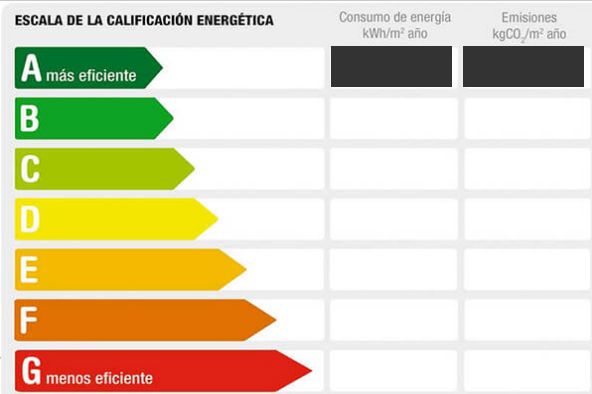 ESCALA DE LA CALIFICACIÓN ENERGÉTICA
Consumo de energía
kWh/m² año
Emisiones
kgCO₂/m² año
A más eficiente
B
C
D
E
F
G menos eficiente